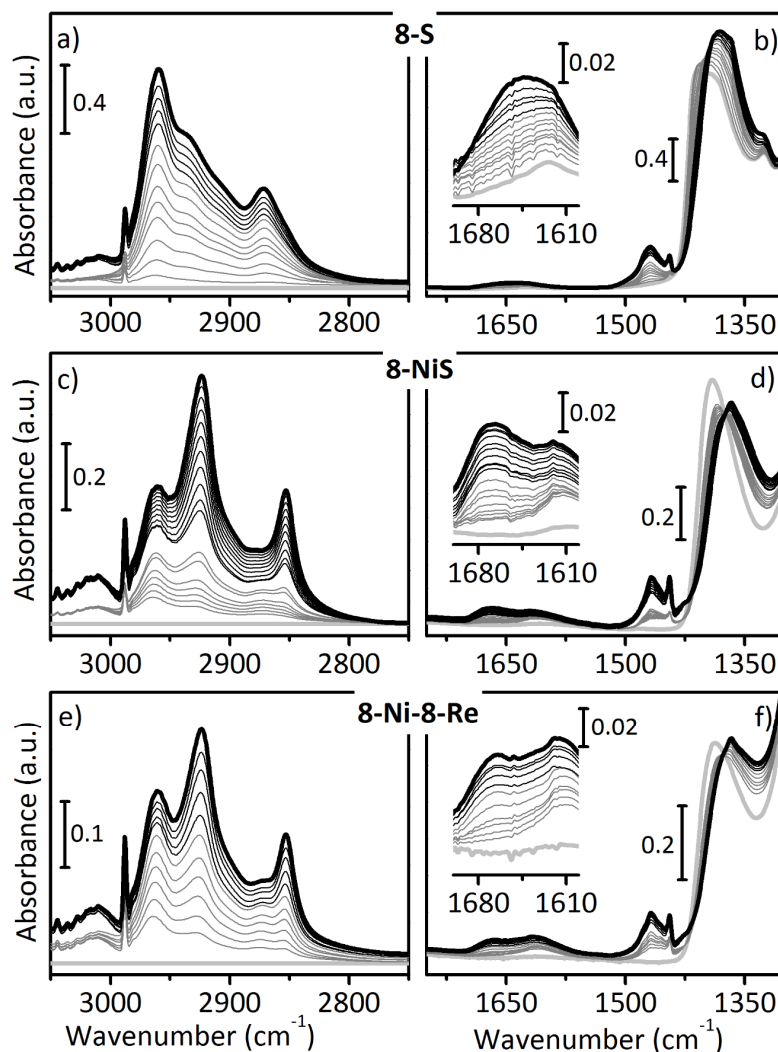 8-S
a)
b)
0.4
0.02
0.4
1680 1610
Absorbance (a.u.)
3000 2900 2800
1650 1500 1350
8-NiS
c)
d)
0.2
0.02
0.2
1680 1610
Absorbance (a.u.)
3000 2900 2800
1650 1500 1350
8-Ni-8-Re
e)
f)
0.1
0.02
0.2
1680 1610
Absorbance (a.u.)
3000 2900 2800
1650 1500 1350
Wavenumber (cm⁻¹) Wavenumber (cm⁻¹)